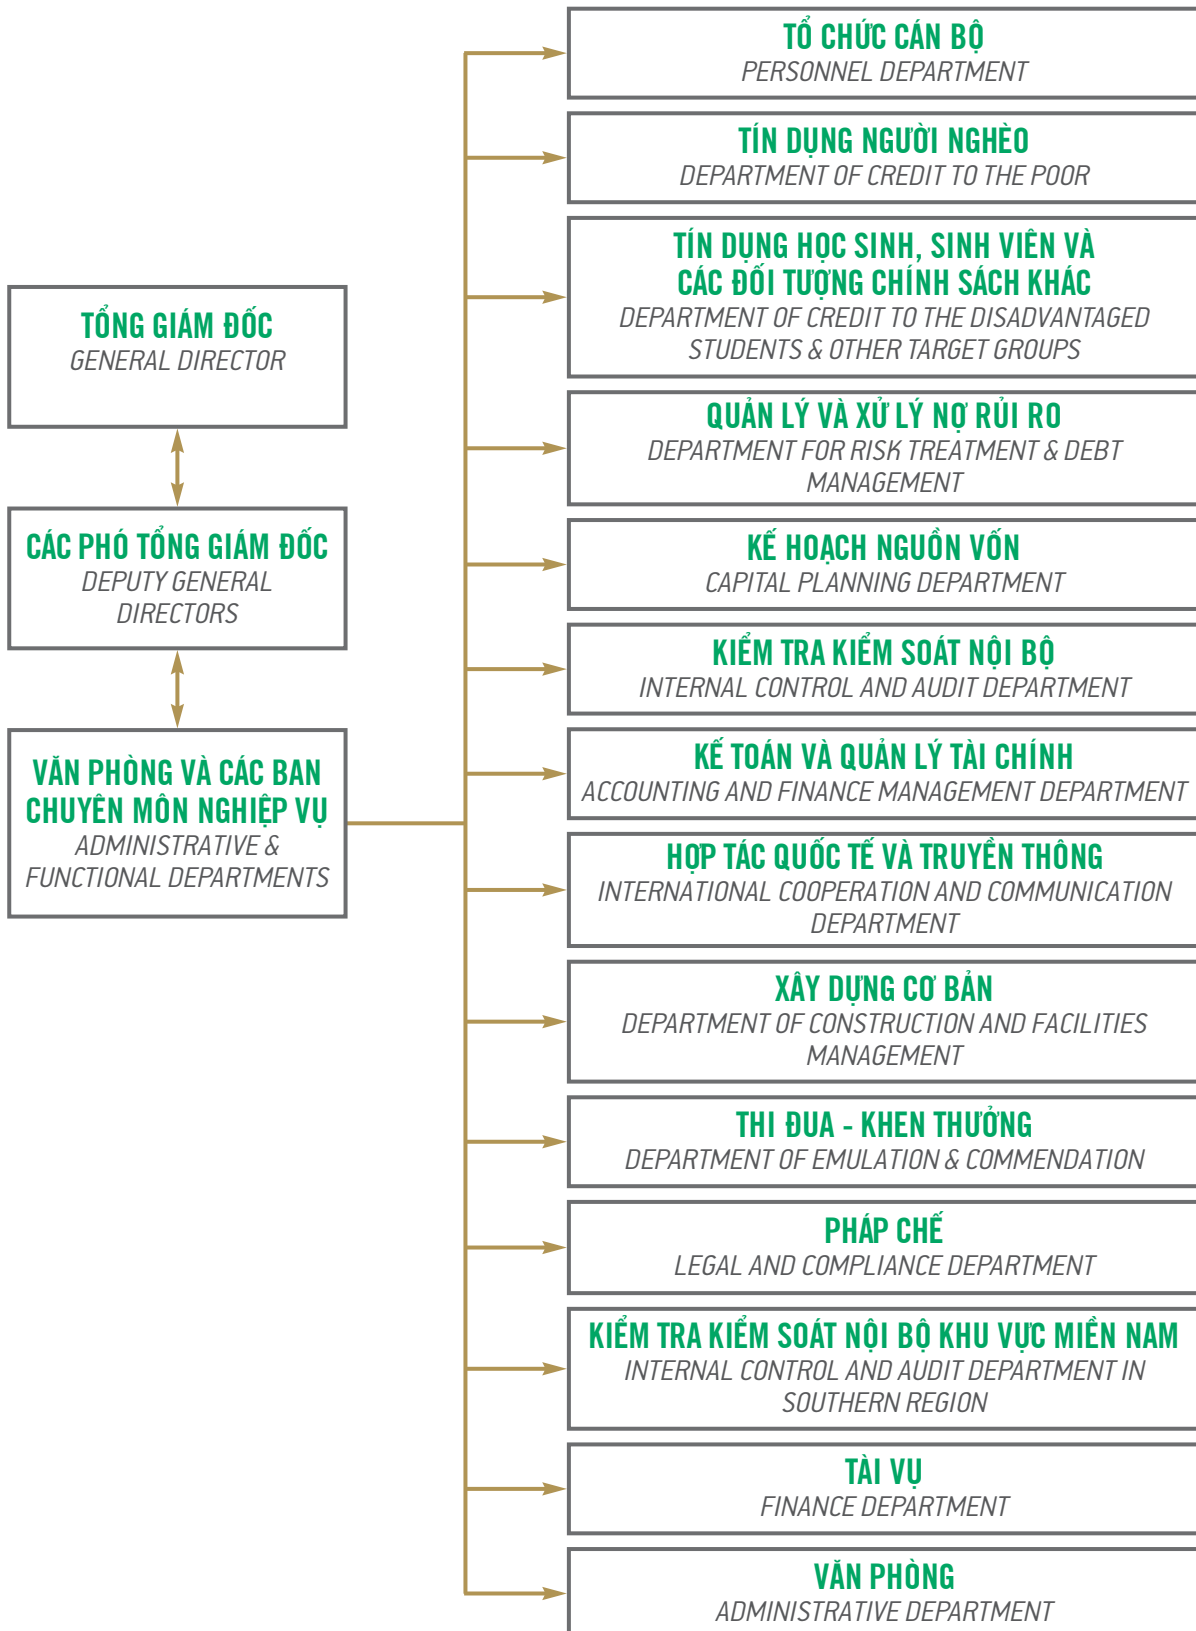 TỔNG GIÁM ĐỐC
GENERAL DIRECTOR
CÁC PHÓ TỔNG GIÁM ĐỐC
DEPUTY GENERAL
DIRECTORS
VĂN PHÒNG VÀ CÁC BAN
CHUYÊN MÔN NGHIỆP VỤ
ADMINISTRATIVE &
FUNCTIONAL DEPARTMENTS
TỔ CHỨC CÁN BỘ
PERSONNEL DEPARTMENT
TÍN DỤNG NGƯỜI NGHÈO
DEPARTMENT OF CREDIT TO THE POOR
TÍN DỤNG HỌC SINH, SINH VIÊN VÀ
CÁC ĐỐI TƯỢNG CHÍNH SÁCH KHÁC
DEPARTMENT OF CREDIT TO THE DISADVANTAGED
STUDENTS & OTHER TARGET GROUPS
QUẢN LÝ VÀ XỬ LÝ NỢ RỦI RO
DEPARTMENT FOR RISK TREATMENT & DEBT
MANAGEMENT
KẾ HOẠCH NGUỒN VỐN
CAPITAL PLANNING DEPARTMENT
KIỂM TRA KIỂM SOÁT NỘI BỘ
INTERNAL CONTROL AND AUDIT DEPARTMENT
KẾ TOÁN VÀ QUẢN LÝ TÀI CHÍNH
ACCOUNTING AND FINANCE MANAGEMENT DEPARTMENT
HỢP TÁC QUỐC TẾ VÀ TRUYỀN THÔNG
INTERNATIONAL COOPERATION AND COMMUNICATION
DEPARTMENT
XÂY DỰNG CƠ BẢN
DEPARTMENT OF CONSTRUCTION AND FACILITIES
MANAGEMENT
THI ĐUA - KHEN THƯỞNG
DEPARTMENT OF EMULATION & COMMENDATION
PHÁP CHẾ
LEGAL AND COMPLIANCE DEPARTMENT
KIỂM TRA KIỂM SOÁT NỘI BỘ KHU VỰC MIỀN NAM
INTERNAL CONTROL AND AUDIT DEPARTMENT IN
SOUTHERN REGION
TÀI VỤ
FINANCE DEPARTMENT
VĂN PHÒNG
ADMINISTRATIVE DEPARTMENT